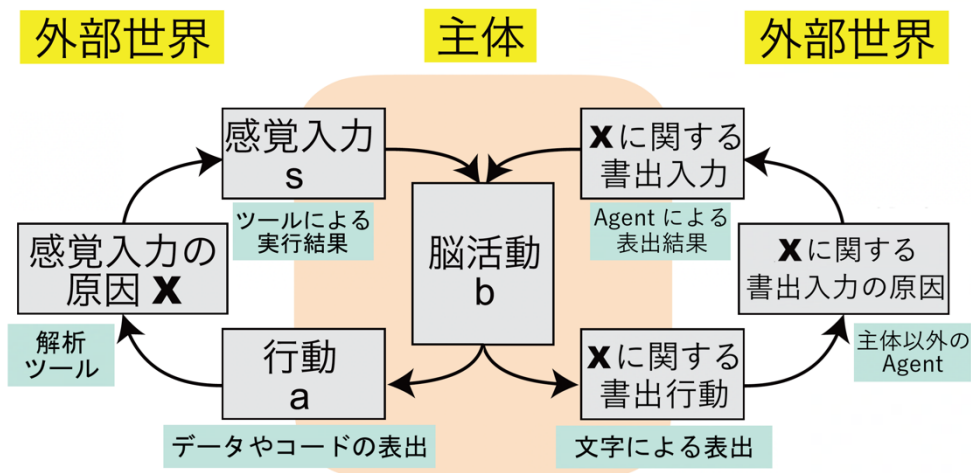 外部世界
主体
外部世界
感覚入力
s
ツールによる
実行結果
感覚入力の
原因 X
解析
ツール
行動
a
データやコードの表出
脳活動
b
Xに関する
書出入力
Agent による
表出結果
Xに関する
書出入力の原因
主体以外の
Agent
Xに関する
書出行動
文字による表出